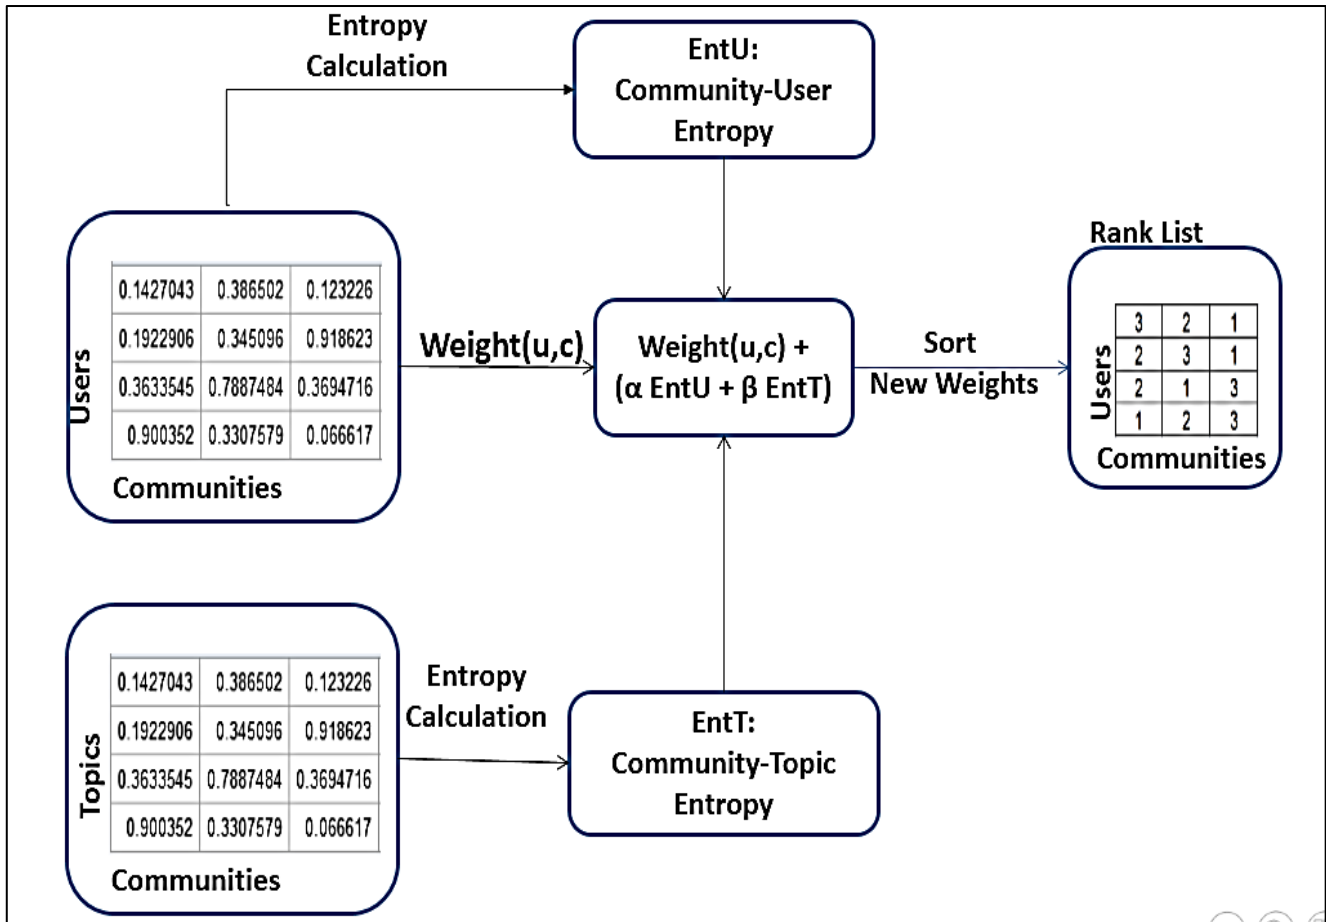 Entropy
Calculation
EntU:
Community-User
Entropy
Users
0.1427043 0.386502 0.123226
0.1922906 0.345096 0.918623
0.3633545 0.7887484 0.3694716
0.900352 0.3307579 0.066617
Communities
Weight(u,c)
Weight(u,c) +
(α EntU + β EntT)
Sort
New Weights
Rank List
Users
3 2 1
2 3 1
2 1 3
1 2 3
Communities
Topics
0.1427043 0.386502 0.123226
0.1922906 0.345096 0.918623
0.3633545 0.7887484 0.3694716
0.900352 0.3307579 0.066617
Communities
Entropy
Calculation
EntT:
Community-Topic
Entropy